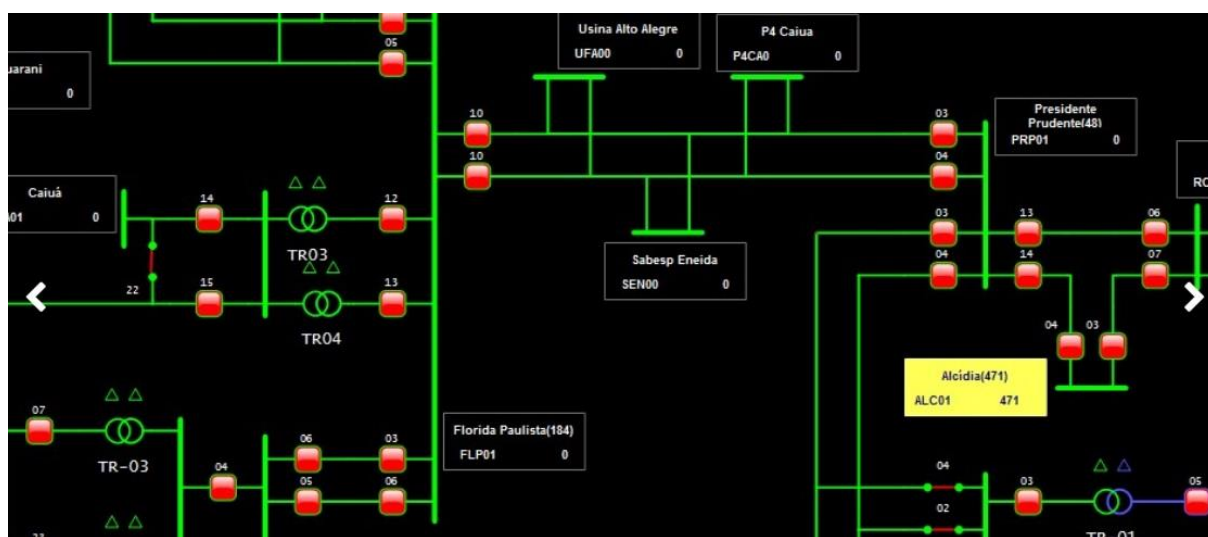 05
Usina Alto Alegre
UFA00 0
P4 Caiua
P4CA0 0
uarani
0
10
03
Presidente
Prudente(48)
PRP01 0
10
04
RO
Caiuá
01 0
14
12
TR03
03
13
06
Sabesp Eneida
SEN00 0
22
15
13
TR04
04
14
07
04
03
Alcídia(471)
ALC01 471
07
TR-03
04
06
03
Florida Paulista(184)
FLP01 0
05
06
04
03
05
02
TR-01